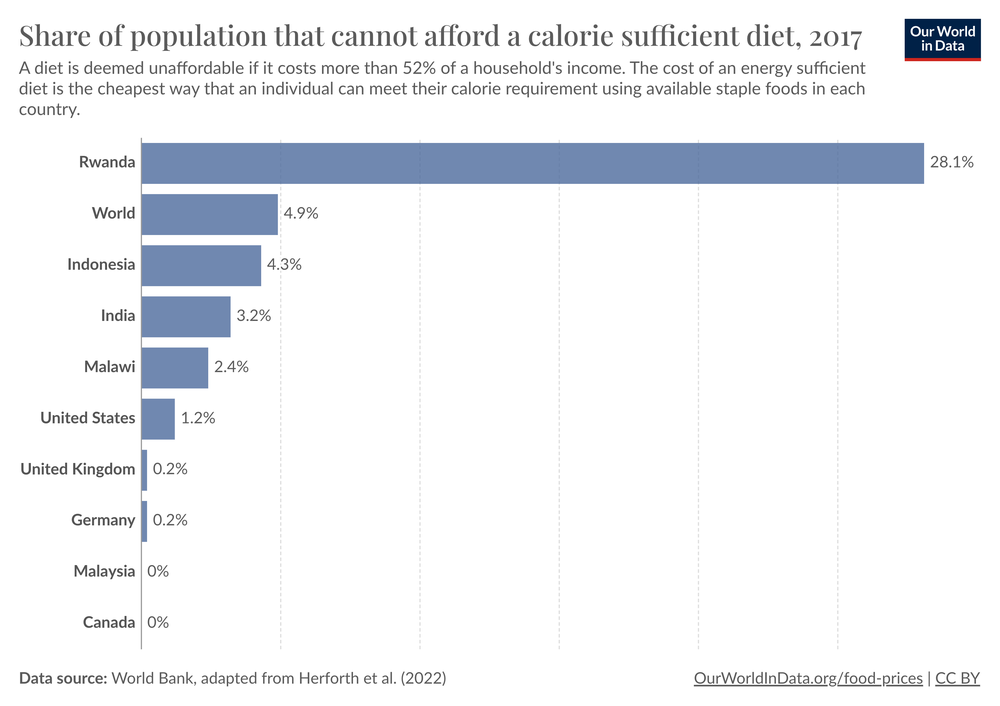 Share of population that cannot afford a calorie sufficient diet, 2017
Our World
in Data
A diet is deemed unaffordable if it costs more than 52% of a household's income. The cost of an energy sufficient
diet is the cheapest way that an individual can meet their calorie requirement using available staple foods in each
country.
Rwanda 28.1%
World 4.9%
Indonesia 4.3%
India 3.2%
Malawi 2.4%
United States 1.2%
United Kingdom 0.2%
Germany 0.2%
Malaysia 0%
Canada 0%
Data source: World Bank, adapted from Herforth et al. (2022) OurWorldInData.org/food-prices | CC BY